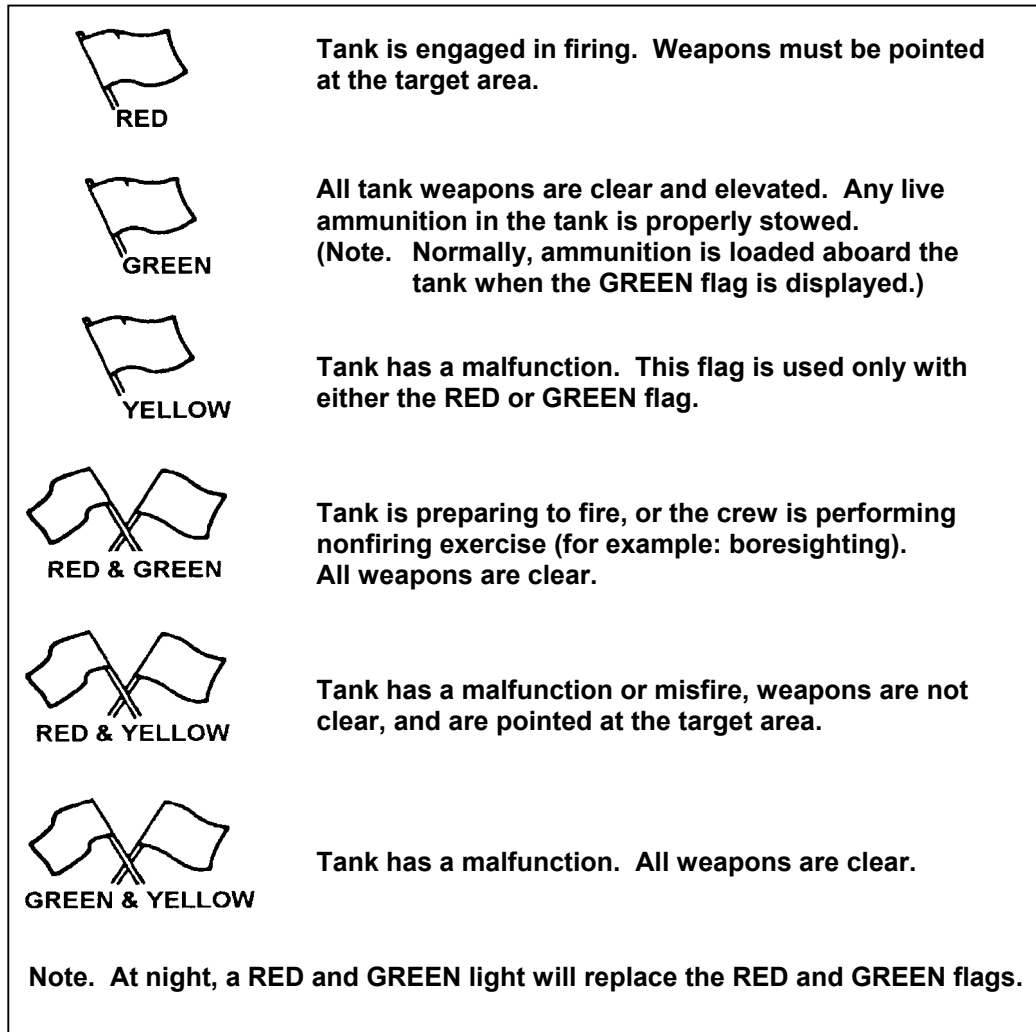 Tank is engaged in firing. Weapons must be pointed
at the target area.
RED
All tank weapons are clear and elevated. Any live
ammunition in the tank is properly stowed.
(Note. Normally, ammunition is loaded aboard the
tank when the GREEN flag is displayed.)
GREEN
Tank has a malfunction. This flag is used only with
either the RED or GREEN flag.
YELLOW
Tank is preparing to fire, or the crew is performing
nonfiring exercise (for example: boresighting).
All weapons are clear.
RED & GREEN
Tank has a malfunction or misfire, weapons are not
clear, and are pointed at the target area.
RED & YELLOW
Tank has a malfunction. All weapons are clear.
GREEN & YELLOW
Note. At night, a RED and GREEN light will replace the RED and GREEN flags.